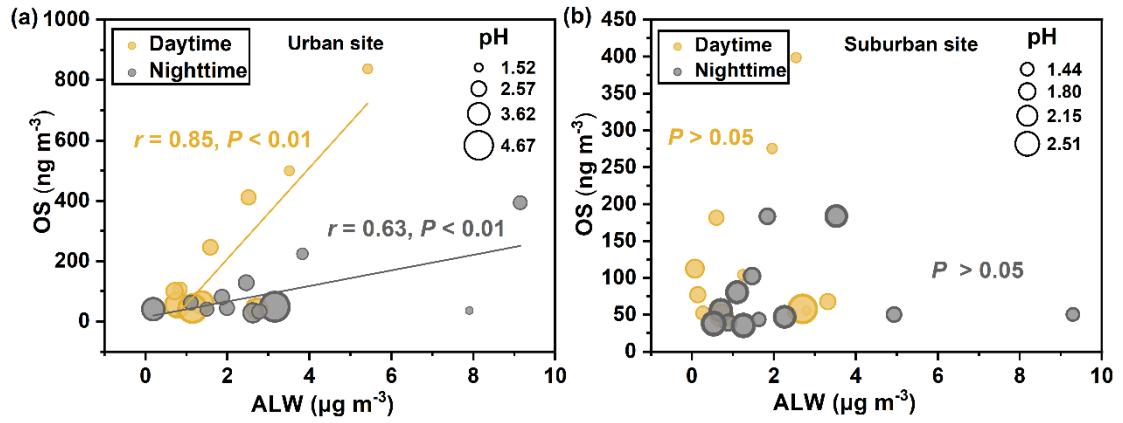 (a)
1000
800
600
400
200
0
OS (ng m⁻³)
Daytime
Nighttime
Urban site
pH
1.52
2.57
3.62
4.67
r = 0.85, P < 0.01
r = 0.63, P < 0.01
0 2 4 6 8 10
ALW (μg m⁻³)
(b)
450
400
350
300
250
200
150
100
50
0
OS (ng m⁻³)
Daytime
Nighttime
Suburban site
pH
1.44
1.80
2.15
2.51
P > 0.05
P > 0.05
0 2 4 6 8 10
ALW (μg m⁻³)